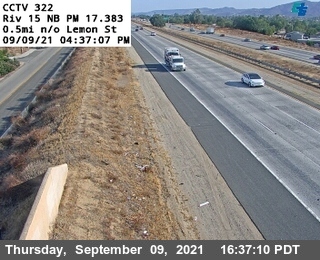 CCTV 322
Riv 15 NB PM 17.383
0.5mi n/o Lemon St
09/09/21 04:37:07 PM
Thursday, September 09, 2021 16:37:10 PDT